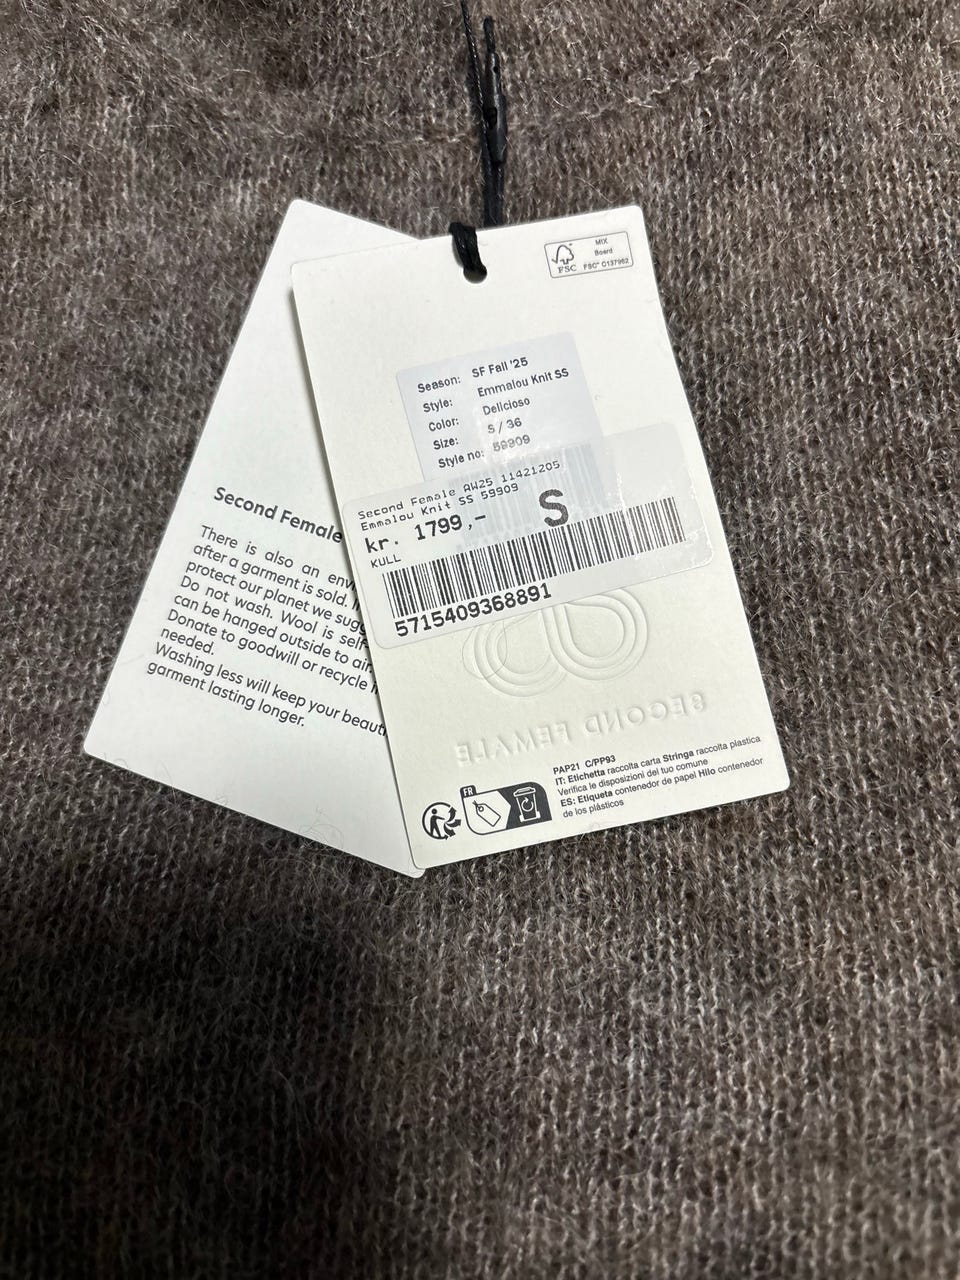 MIX
Board
FSC
FSC® C137962
Season: SF Fall '25
Style: Emmalou Knit SS
Color: Delicioso
Size: S / 36
Style no: 59909
Second Female AW25 11421205
Emmalou Knit SS 59909
kr. 1799,- S
KULL
5715409368891
SECOND FEMALE
PAP21 C/PP93
IT: Etichetta raccolta carta Stringa raccolta plastica
Verifica le disposizioni del tuo comune
ES: Etiqueta contenedor de papel Hilo contenedor
de los plásticos
FR
Second Female
There is also an
after a garment is sold.
protect our planet we
Do not wash. Wool is
can be hanged outside to air.
Donate to goodwill or recycle
needed.
Washing less will keep your
garment lasting longer.